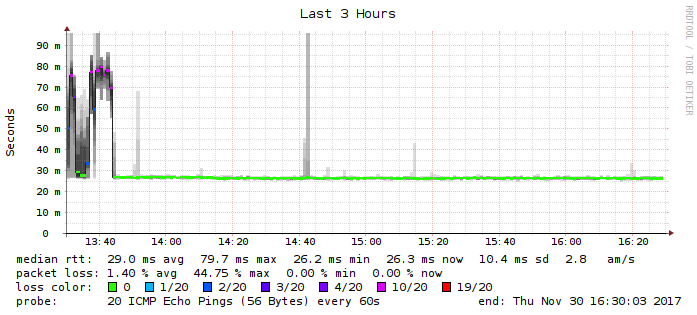 Last 3 Hours
RRDTOOL / TOBI OETIKER
Seconds
90 m
80 m
70 m
60 m
50 m
40 m
30 m
20 m
10 m
0
13:40 14:00 14:20 14:40 15:00 15:20 15:40 16:00 16:20
median rtt: 29.0 ms avg 79.7 ms max 26.2 ms min 26.3 ms now 10.4 ms sd 2.8 am/s
packet loss: 1.40 % avg 44.75 % max 0.00 % min 0.00 % now
loss color: 0 1/20 2/20 3/20 4/20 10/20 19/20
probe: 20 ICMP Echo Pings (56 Bytes) every 60s end: Thu Nov 30 16:30:03 2017